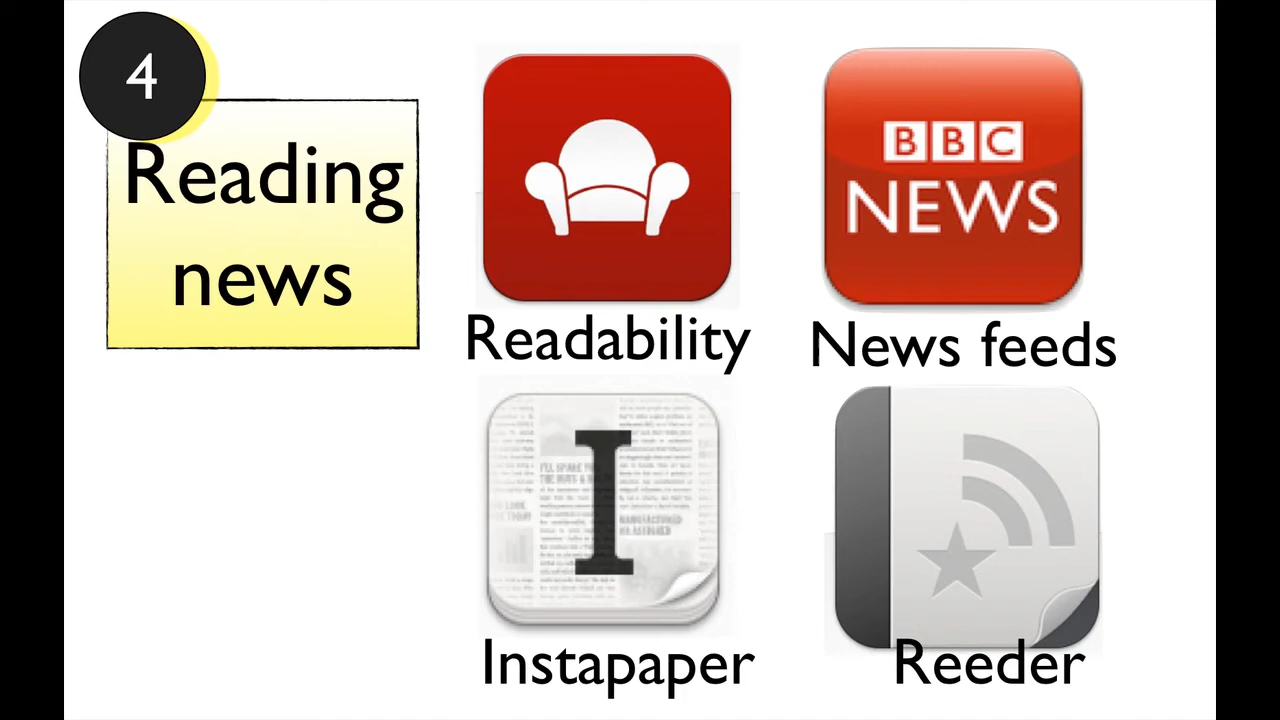 4
Reading
news
Readability
BBC
NEWS
News feeds
I
Instapaper
Reeder